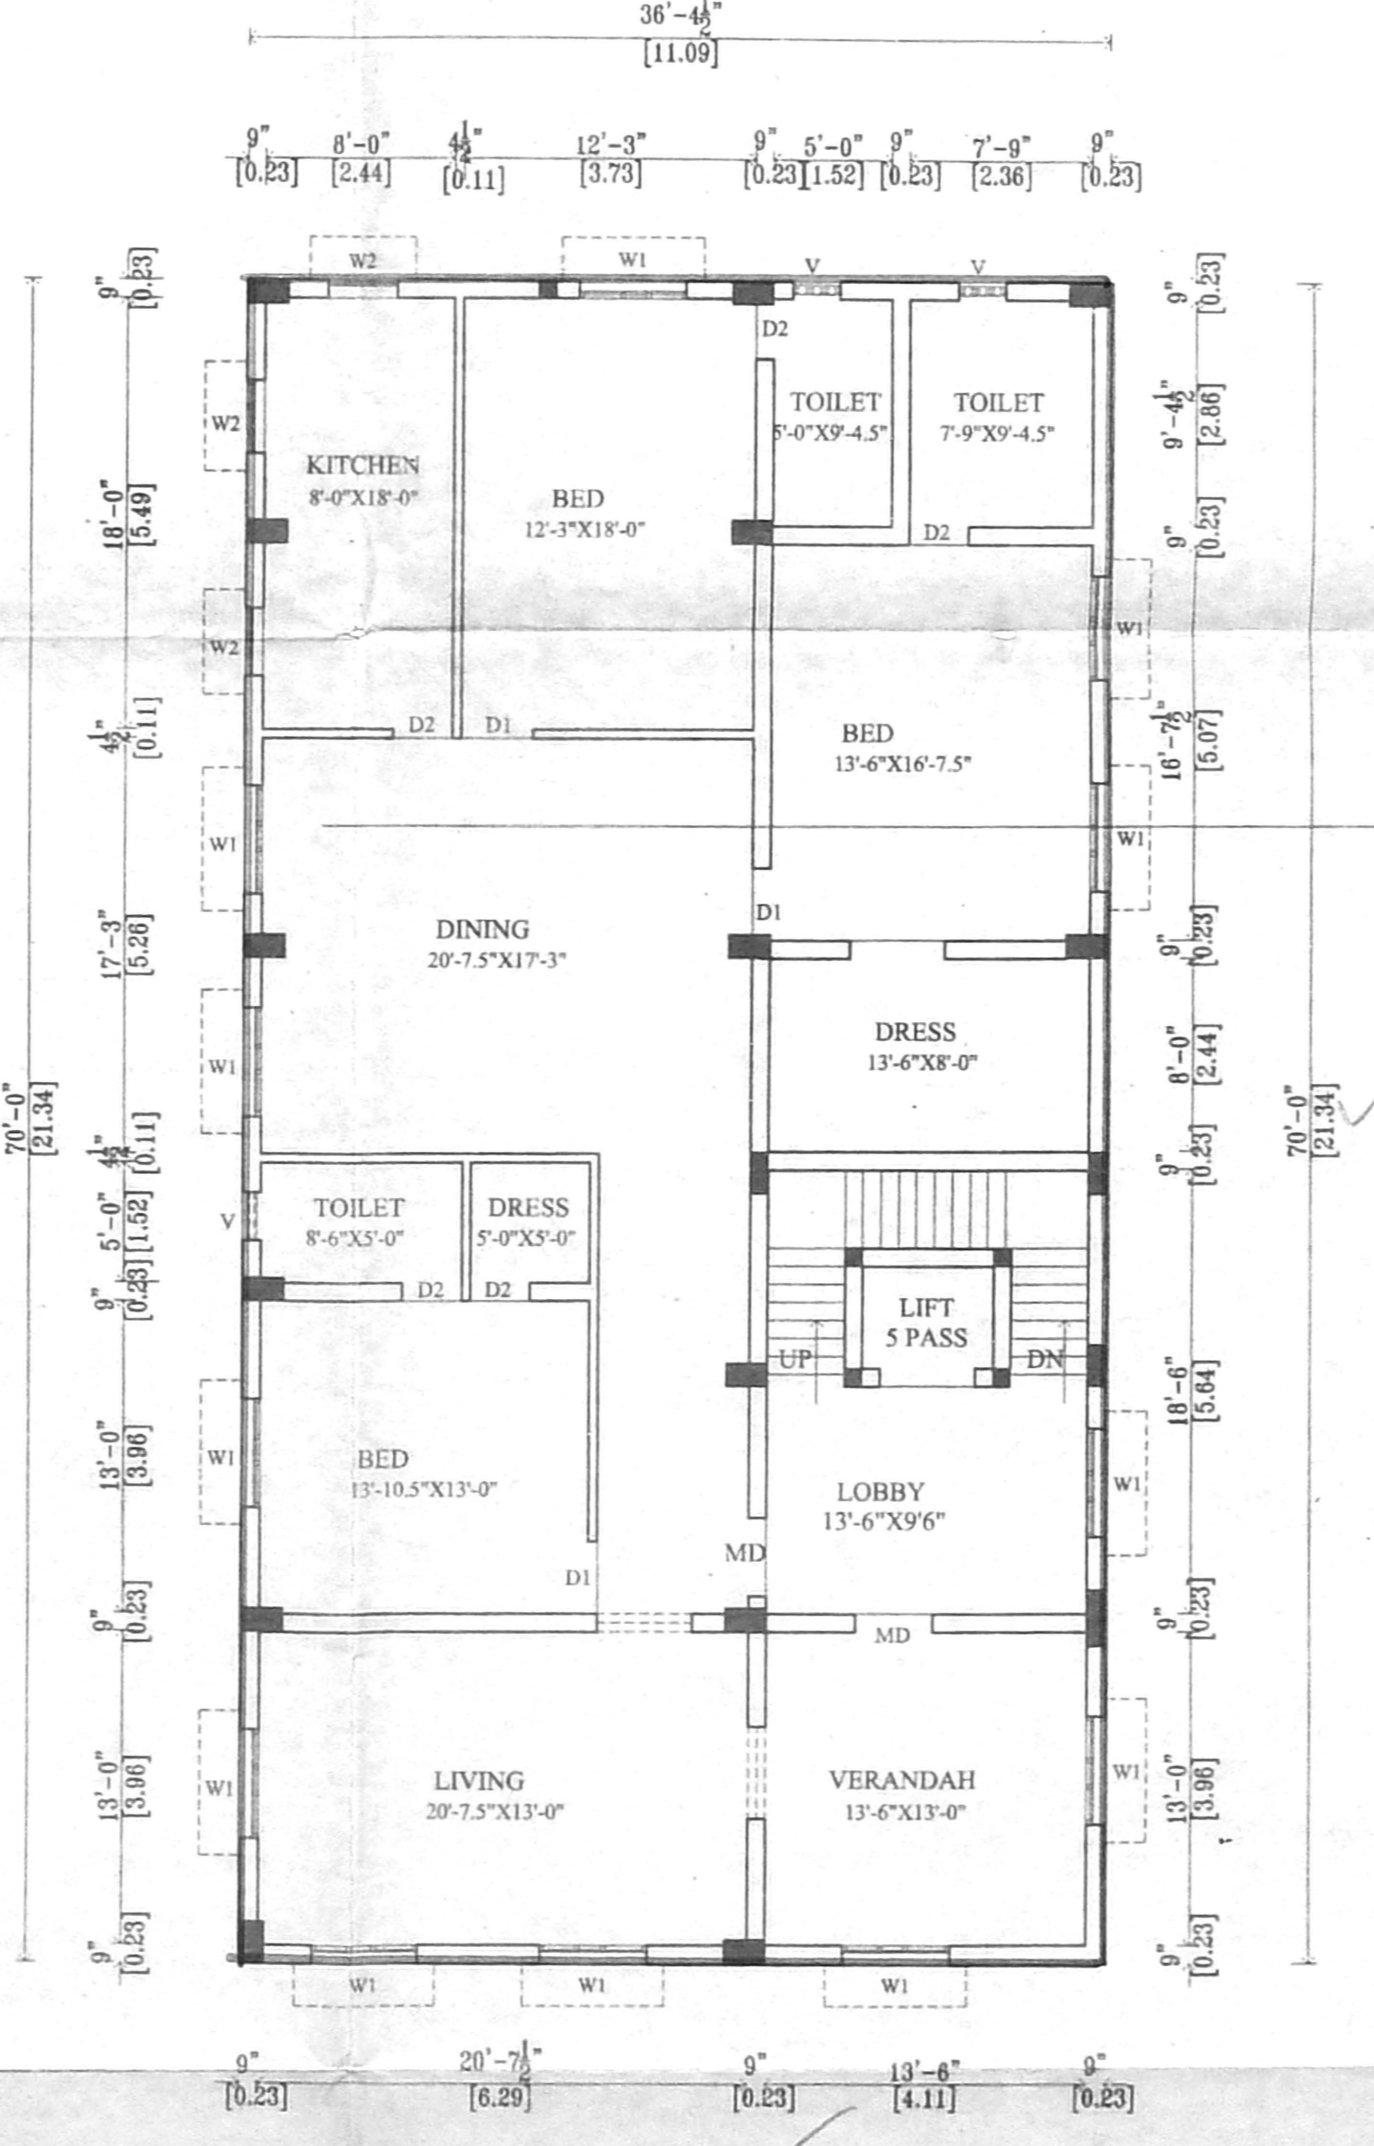 36'-4½"
[11.09]
9" 8'-0" 4½" 12'-3" 9" 5'-0" 9" 7'-9" 9"
[0.23] [2.44] [0.11] [3.73] [0.23] [1.52] [0.23] [2.36] [0.23]
W2 W1 V V
9" [0.23]
9" [0.23]
D2
TOILET
5'-0"X9'-4.5"
TOILET
7'-9"X9'-4.5"
9'-4½" [2.86]
W2
KITCHEN
8'-0"X18'-0"
BED
12'-3"X18'-0"
18'-0" [5.49]
D2
9" [0.23]
W2
W1
D2 D1
4½" [0.11]
BED
13'-6"X16'-7.5"
16'-7½" [5.07]
W1
W1
DINING
20'-7.5"X17'-3"
D1
17'-3" [5.26]
9" [0.23]
W1
DRESS
13'-6"X8'-0"
8'-0" [2.44]
70'-0" [21.34]
70'-0" [21.34]
4½" [0.11]
9" [0.23]
V
TOILET
8'-6"X5'-0"
DRESS
5'-0"X5'-0"
5'-0" [1.52]
9" [0.23]
D2 D2
LIFT
5 PASS
UP DN
18'-6" [5.64]
W1
BED
13'-10.5"X13'-0"
13'-0" [3.96]
LOBBY
13'-6"X9'6"
W1
MD
D1
9" [0.23]
MD
9" [0.23]
W1
LIVING
20'-7.5"X13'-0"
13'-0" [3.96]
VERANDAH
13'-6"X13'-0"
W1
13'-0" [3.96]
9" [0.23]
9" [0.23]
W1 W1 W1
9" 20'-7½" 9" 13'-6" 9"
[0.23] [6.29] [0.23] [4.11] [0.23]